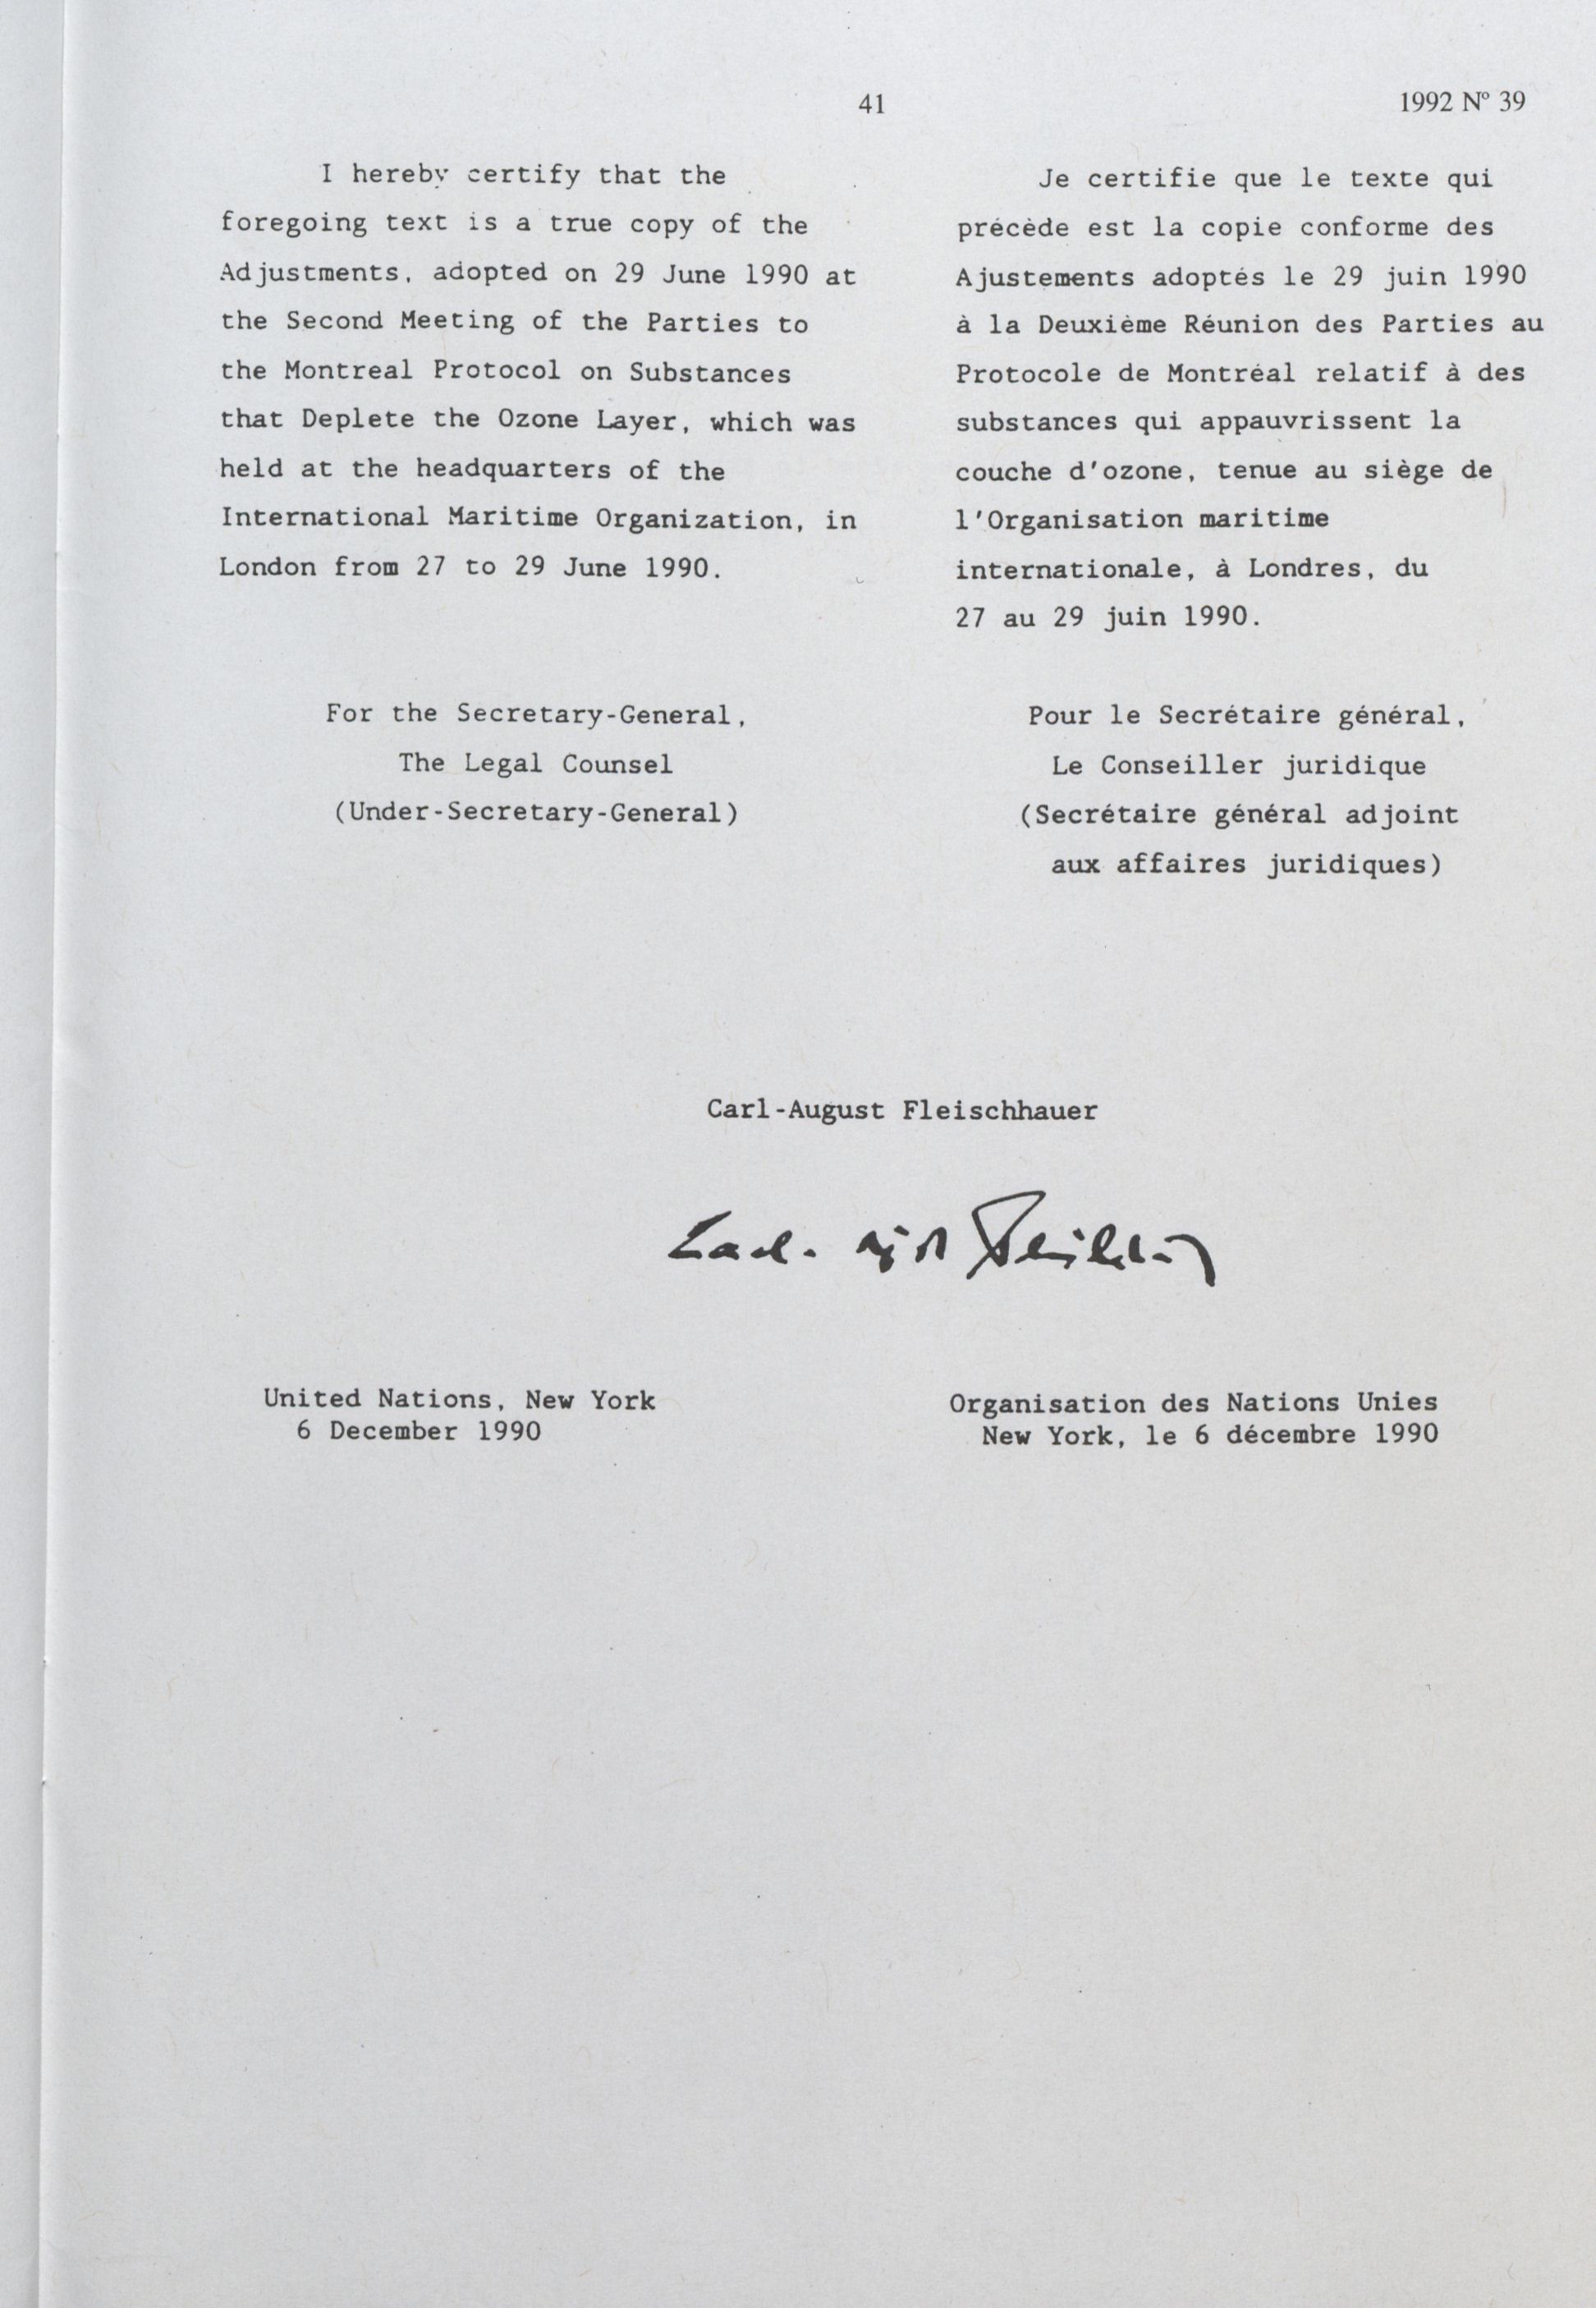 41
1992 Nº 39
I hereby certify that the
foregoing text is a true copy of the
Adjustments, adopted on 29 June 1990 at
the Second Meeting of the Parties to
the Montreal Protocol on Substances
that Deplete the Ozone Layer, which was
held at the headquarters of the
International Maritime Organization, in
London from 27 to 29 June 1990.
For the Secretary-General,
The Legal Counsel
(Under-Secretary-General)
Je certifie que le texte qui
précède est la copie conforme des
Ajustements adoptés le 29 juin 1990
à la Deuxième Réunion des Parties au
Protocole de Montréal relatif à des
substances qui appauvrissent la
couche d'ozone, tenue au siège de
l'Organisation maritime
internationale, à Londres, du
27 au 29 juin 1990.
Pour le Secrétaire général,
Le Conseiller juridique
(Secrétaire général adjoint
aux affaires juridiques)
Carl-August Fleischhauer
United Nations, New York
6 December 1990
Organisation des Nations Unies
New York, le 6 décembre 1990